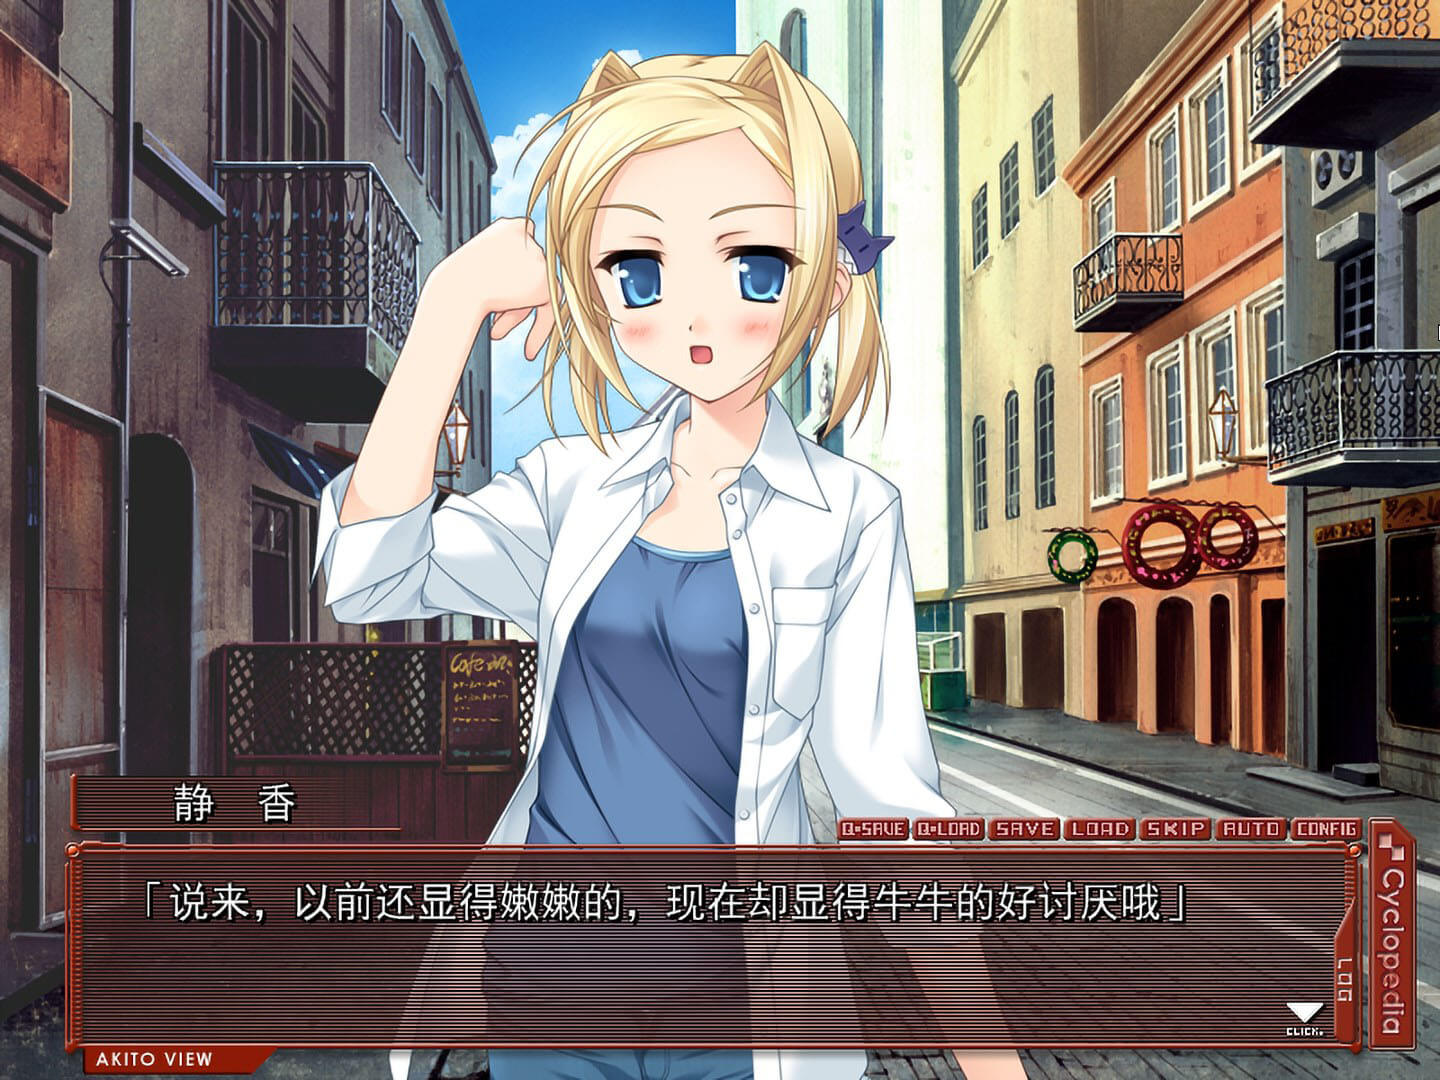 Cafe
静 香
Q-SAVE Q-LOAD SAVE LOAD SKIP AUTO CONFIG
「说来，以前还显得嫩嫩的，现在却显得牛牛的好讨厌哦」
Cyclopedia
LOG
CLICK.
AKITO VIEW